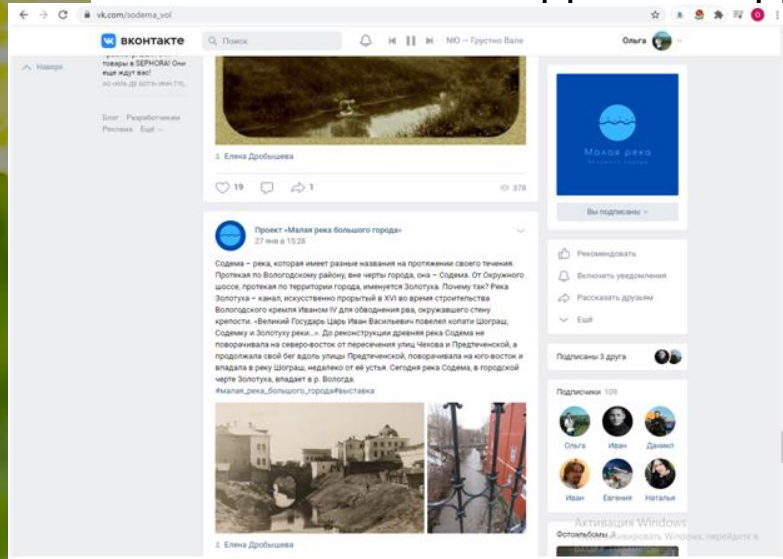 vk.com/sodema_vol
ВКОНТАКТЕ
Поиск
NЮ – Грустно Вале
Ольга
Наверх
товары в SEPHORA! Они
еще ждут вас!
Блог Разработчикам
Реклама Ещё
Елена Дробышева
19
1
378
Проект «Малая река большого города»
27 янв в 15:28
Содема – река, которая имеет разные названия на протяжении своего течения.
Протекая по Вологодскому району, вне черты города, она – Содема. От Окружного
шоссе, протекая по территории города, именуется Золотуха. Почему так? Река
Золотуха – канал, искусственно прорытый в XVI во время строительства
Вологодского кремля Иваном IV для обводнения рва, окружавшего стену
крепости. «Великий Государь Царь Иван Васильевич повелел копати Шограш,
Содемку и Золотуху реки...». До реконструкции древняя река Содема не
поворачивала на северо-восток от пересечения улиц Чехова и Предтеченской, а
продолжала свой бег вдоль улицы Предтеченской, поворачивала на юго-восток и
впадала в реку Шограш, недалеко от её устья. Сегодня река Содема, в городской
черте Золотуха, впадает в р. Вологда.
#малая_река_большого_города#выставка
Елена Дробышева
Малая река
Вы подписаны
Рекомендовать
Включить уведомления
Рассказать друзьям
Ещё
Подписаны 3 друга
Подписчики 109
Ольга Иван Даниил
Иван Евгения Наталья
Активация Windows
Фотоальбомы 3